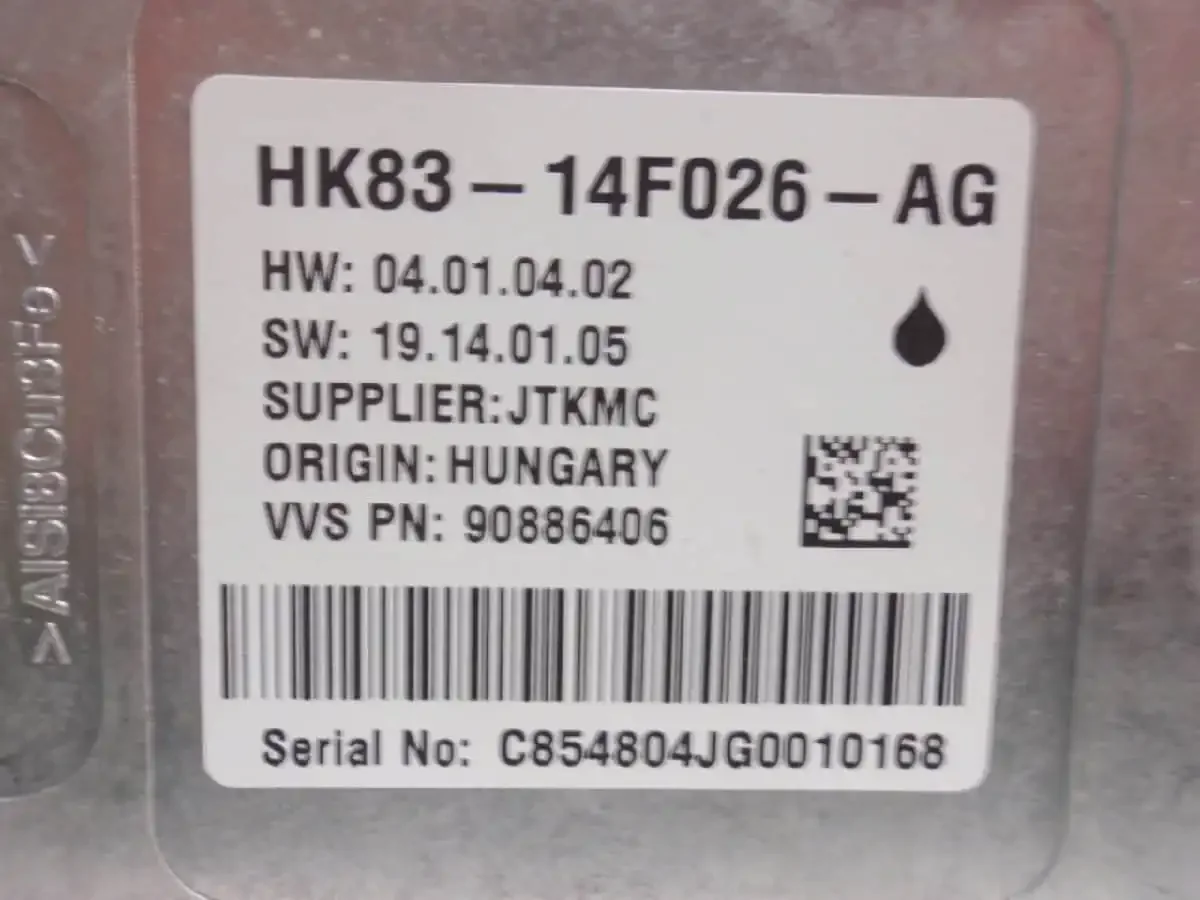 HK83-14F026-AG
HW: 04.01.04.02
SW: 19.14.01.05
SUPPLIER:JTKMC
ORIGIN:HUNGARY
VVS PN: 90886406
Serial No: C854804JG0010168
>AlSi8Cu3Fe<